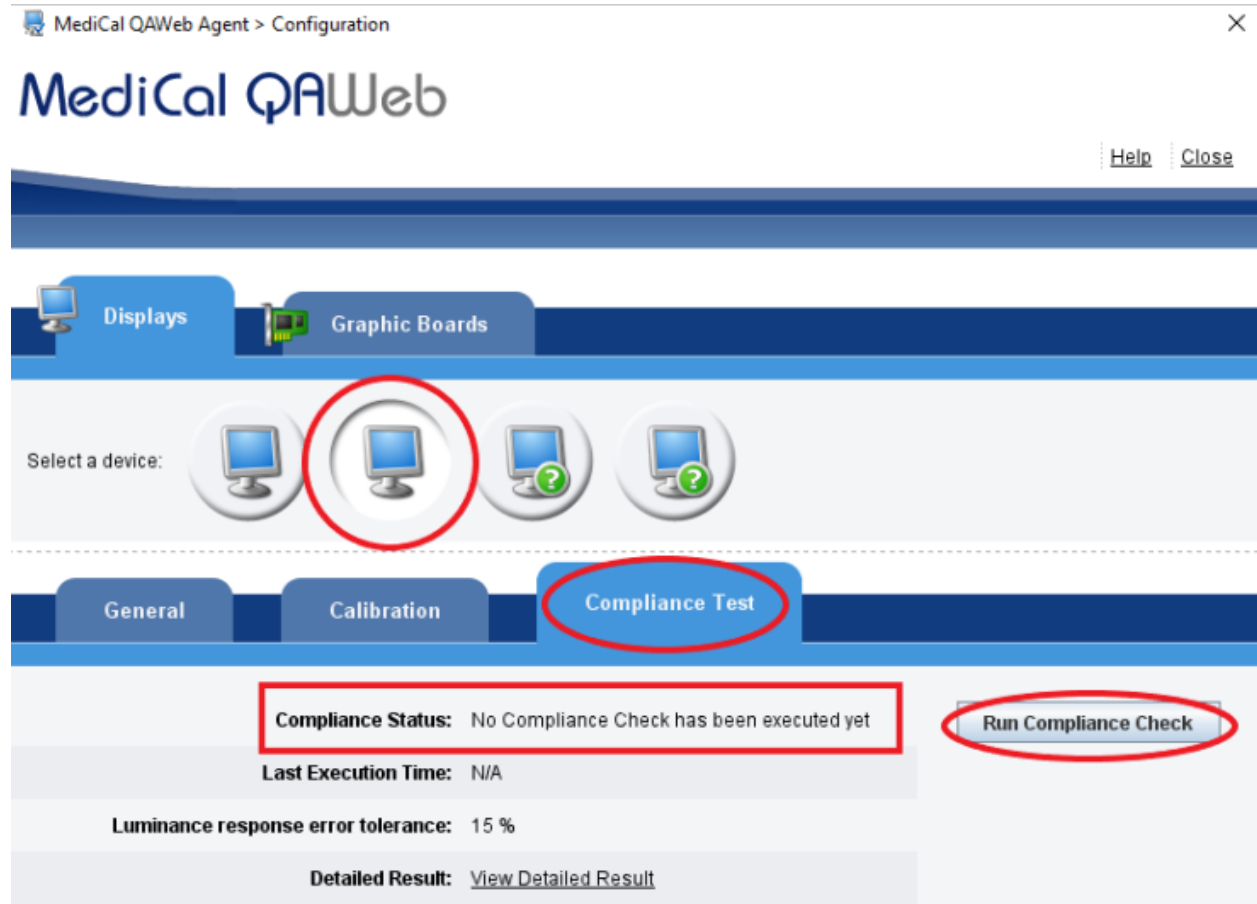 MediCal QAWeb Agent > Configuration
MediCal QAWeb
Help Close
Displays Graphic Boards
Select a device:
? ?
General Calibration Compliance Test
Compliance Status: No Compliance Check has been executed yet Run Compliance Check
Last Execution Time: N/A
Luminance response error tolerance: 15 %
Detailed Result: View Detailed Result